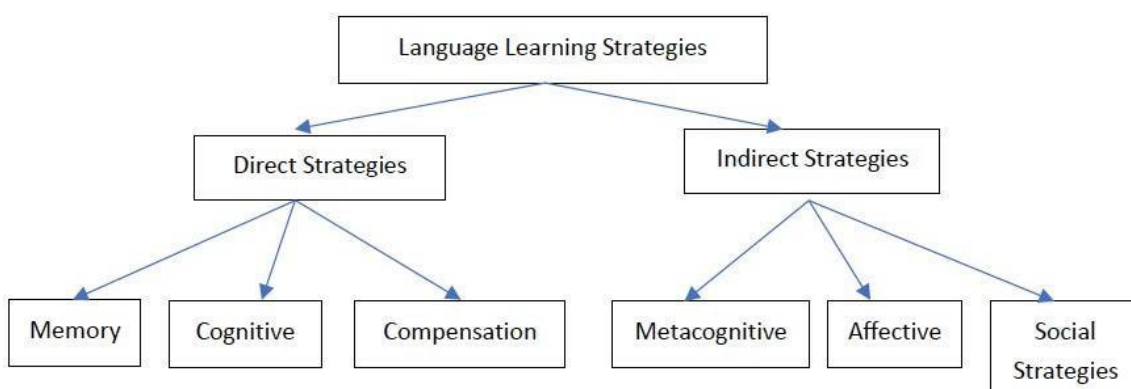 Language Learning Strategies
Direct Strategies
Indirect Strategies
Memory
Cognitive
Compensation
Metacognitive
Affective
Social
Strategies